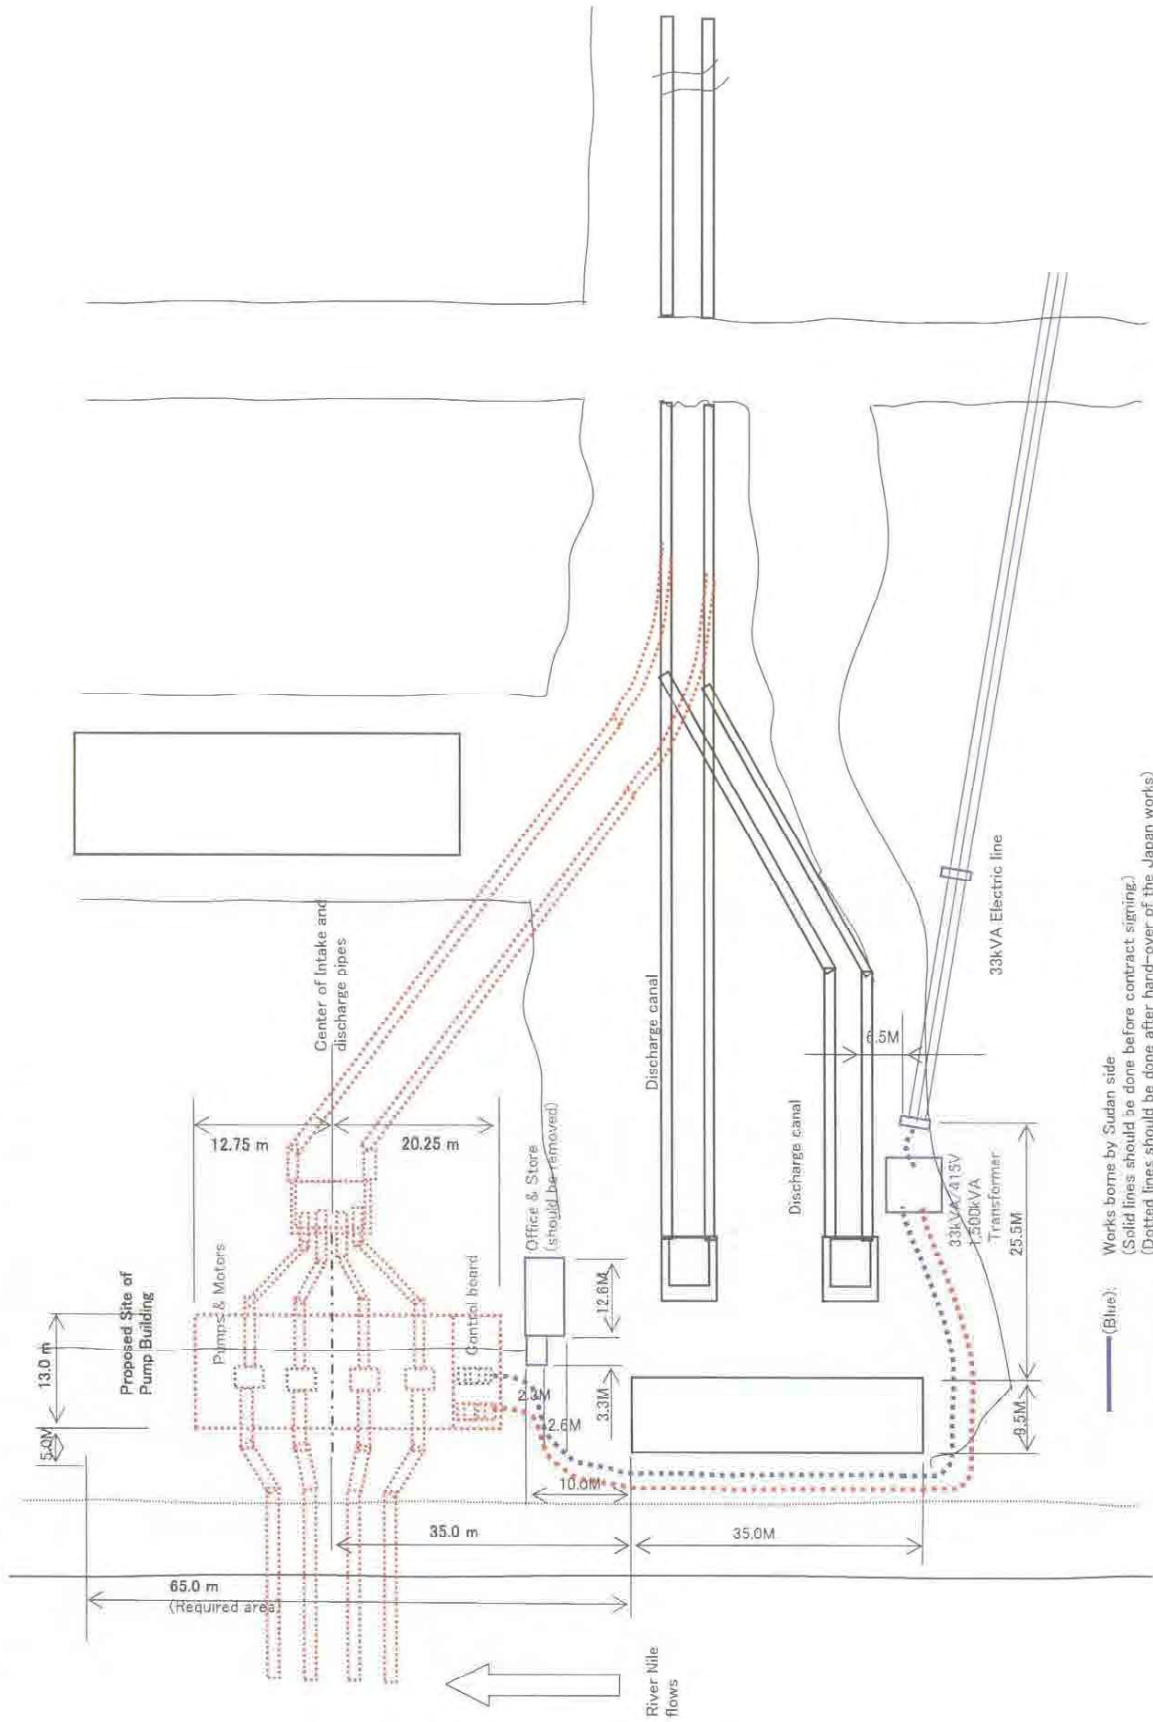 Center of Intake and
discharge pipes
12.75 m
20.25 m
Proposed Site of
Pump Building
13.0 m
5.0M
Pumps & Motors
Control board
Office & Store
(should be removed)
12.6M
3.3M
2.3M
2.6M
10.0M
35.0 m
35.0M
65.0 m
(Required area)
River Nile
flows
Discharge canal
Discharge canal
6.5M
33kVA Electric line
33kVA/415V
1,500kVA
Transformer
25.5M
9.5M
(Blue):
Works borne by Sudan side
(Solid lines should be done before contract signing.)
(Dotted lines should be done after hand-over of the Japan works)